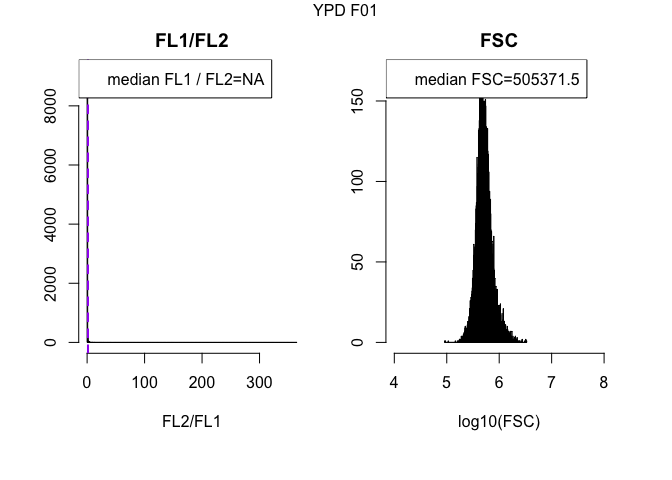 YPD F01
FL1/FL2
FSC
median FL1 / FL2=NA
median FSC=505371.5
0 2000 4000 6000 8000
0 50 100 150
0 100 200 300
4 5 6 7 8
FL2/FL1
log10(FSC)